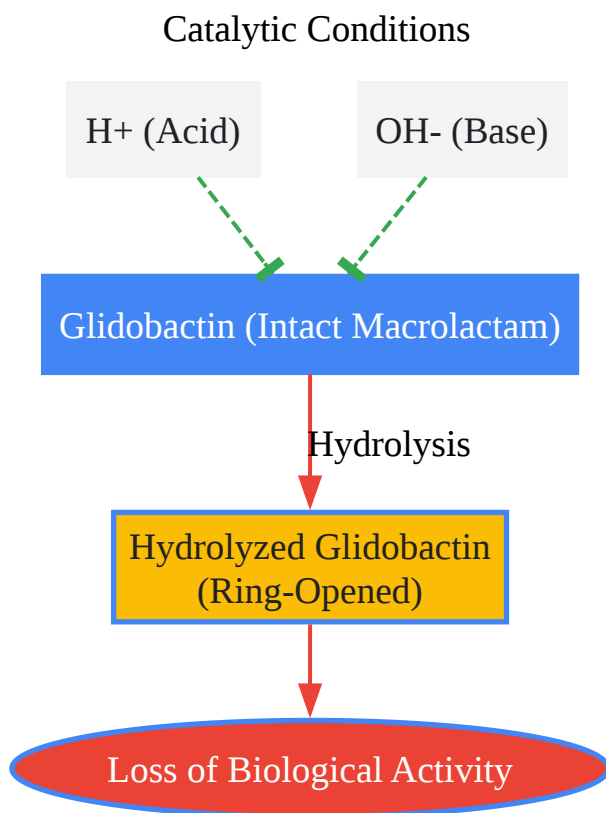 Catalytic Conditions
H+ (Acid)
OH- (Base)
Glidobactin (Intact Macrolactam)
Hydrolysis
Hydrolyzed Glidobactin
(Ring-Opened)
Loss of Biological Activity